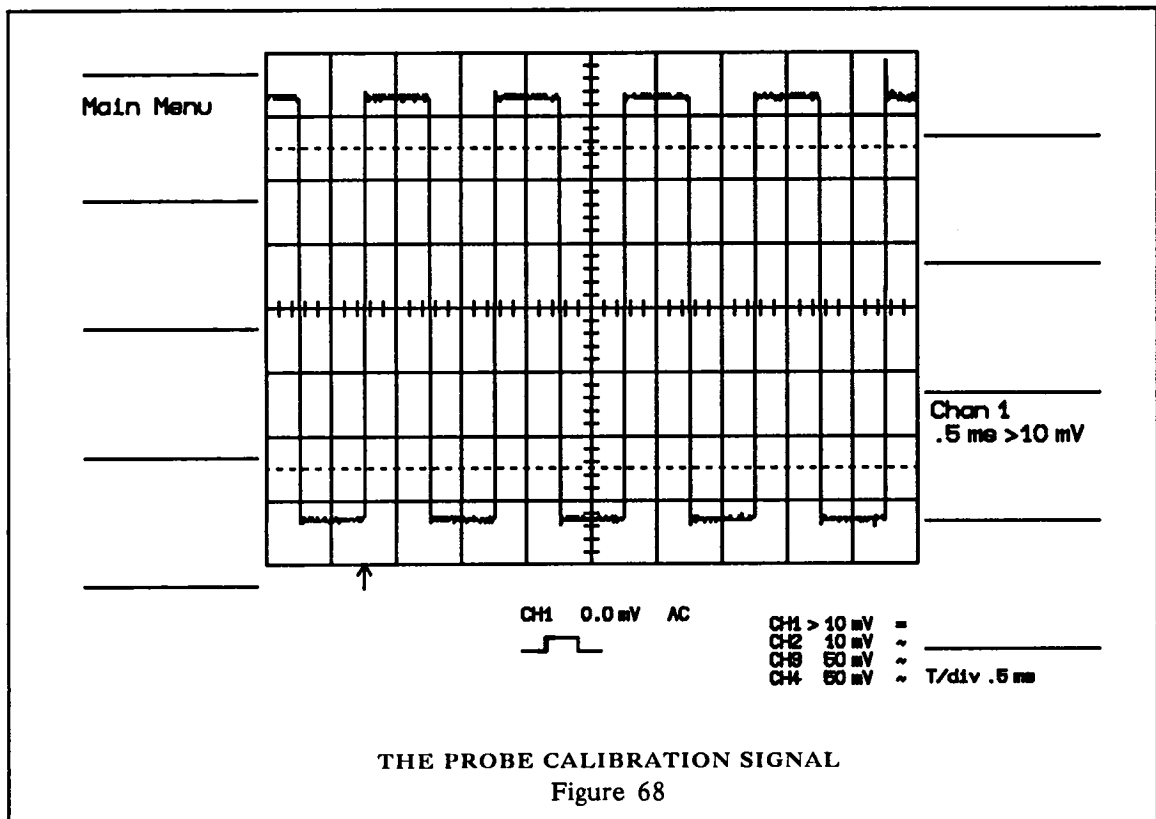 Main Menu
Chan 1
.5 ms >10 mV
CH1 0.0 mV AC
CH1 > 10 mV =
CH2 10 mV ~
CH3 50 mV ~
CH4 50 mV ~ T/div .5 ms
THE PROBE CALIBRATION SIGNAL
Figure 68